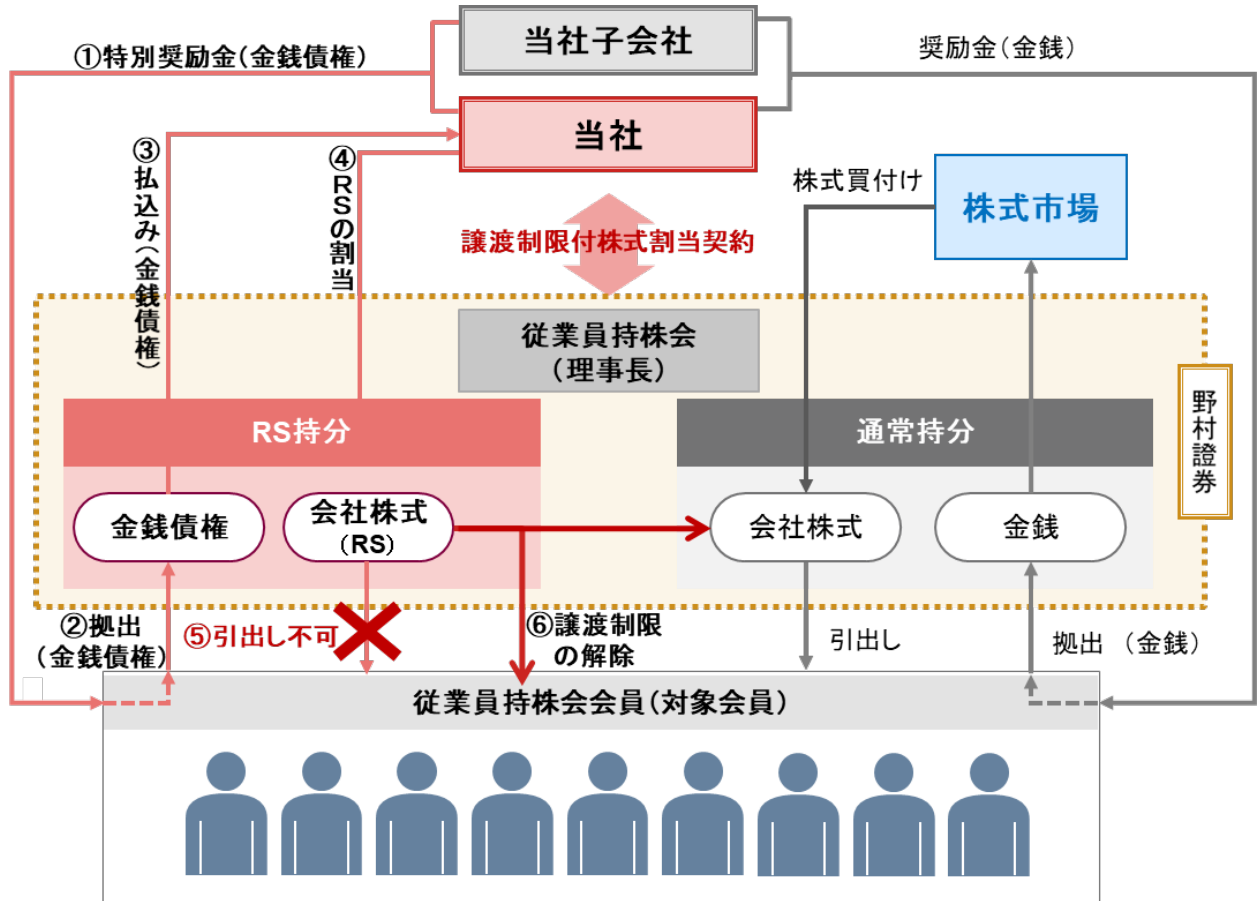 当社子会社
①特別奨励金(金銭債権)
奨励金(金銭)
当社
③払込み(金銭債権)
④RSの割当
株式買付け
株式市場
譲渡制限付株式割当契約
従業員持株会
(理事長)
野村證券
RS持分
通常持分
金銭債権
会社株式
(RS)
会社株式
金銭
②拠出
(金銭債権)
⑤引出し不可
⑥譲渡制限
の解除
引出し
拠出 (金銭)
従業員持株会会員(対象会員)